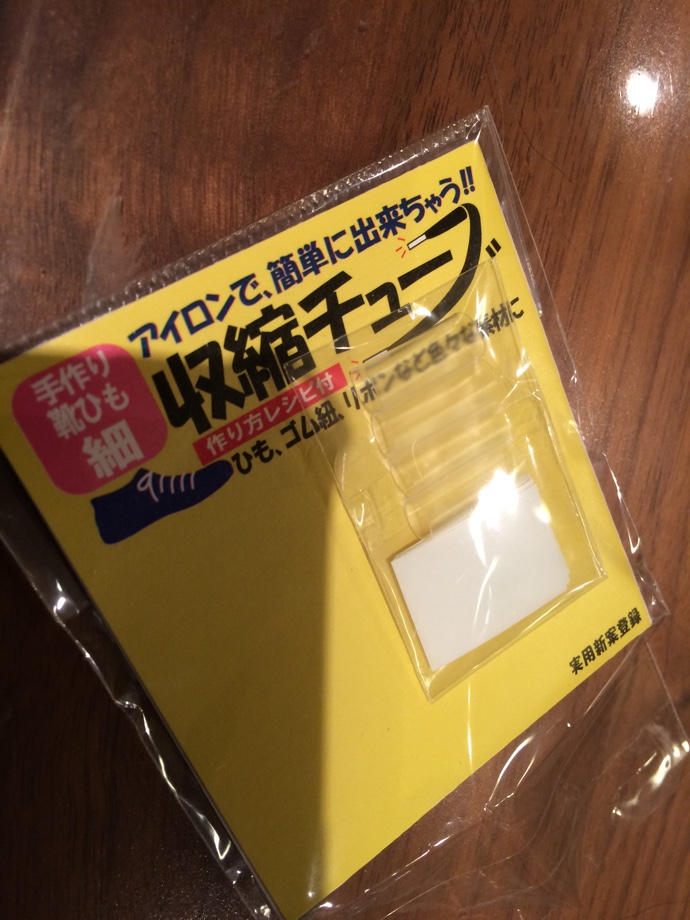 アイロンで、簡単に出来ちゃう!!
収縮チューブ
手作り
靴ひも
細
作り方レシピ付
ひも、ゴム紐、リボンなど色々な素材に
実用新案登録